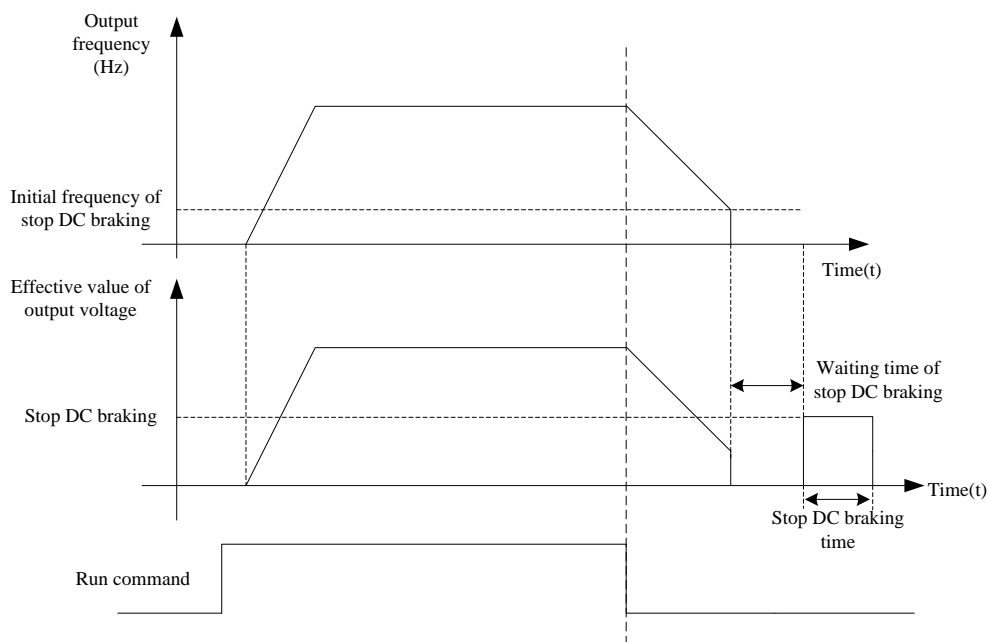 Output
frequency
(Hz)
Initial frequency of
stop DC braking
Time(t)
Effective value of
output voltage
Waiting time of
stop DC braking
Stop DC braking
Time(t)
Stop DC braking
time
Run command